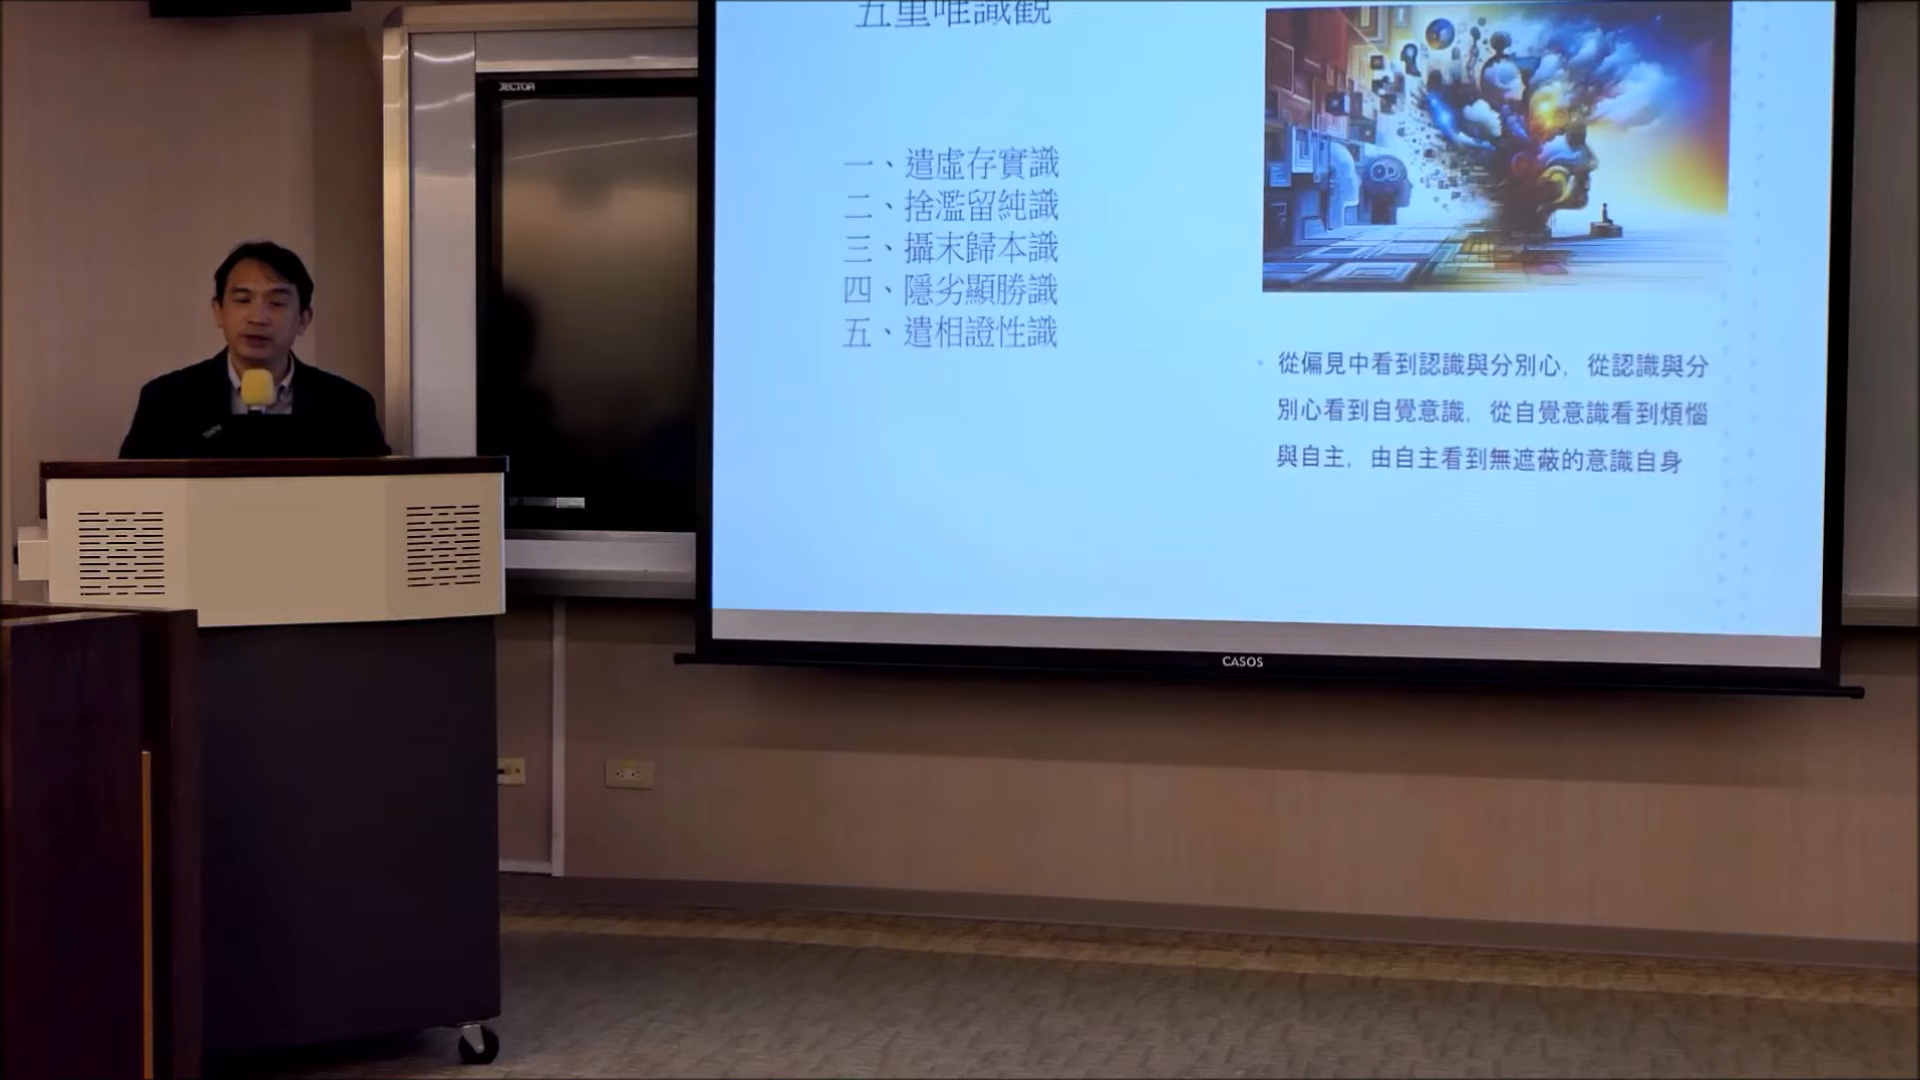 五重唯識觀
JECTOR
一、遣虛存實識
二、捨濫留純識
三、攝末歸本識
四、隱劣顯勝識
五、遣相證性識
從偏見中看到認識與分別心，從認識與分
別心看到自覺意識，從自覺意識看到煩惱
與自主，由自主看到無遮蔽的意識自身
CASOS